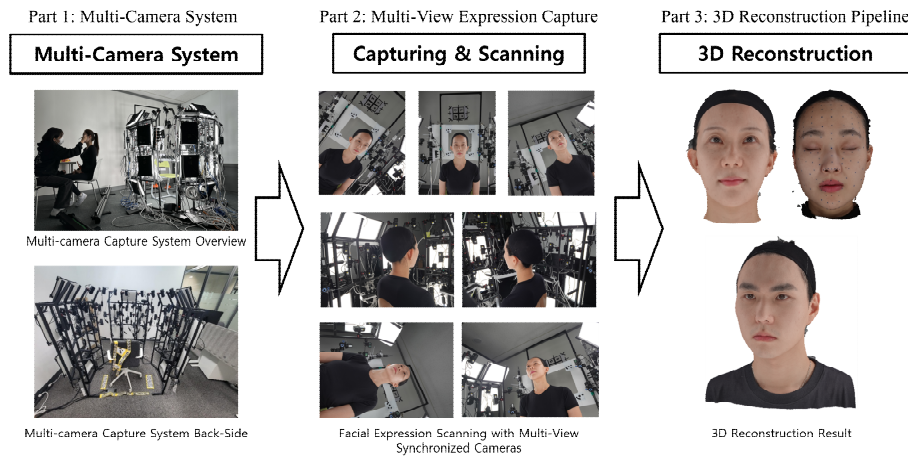 Part 1: Multi-Camera System
Multi-Camera System
Multi-camera Capture System Overview
Multi-camera Capture System Back-Side
Part 2: Multi-View Expression Capture
Capturing & Scanning
Facial Expression Scanning with Multi-View
Synchronized Cameras
Part 3: 3D Reconstruction Pipeline
3D Reconstruction
3D Reconstruction Result